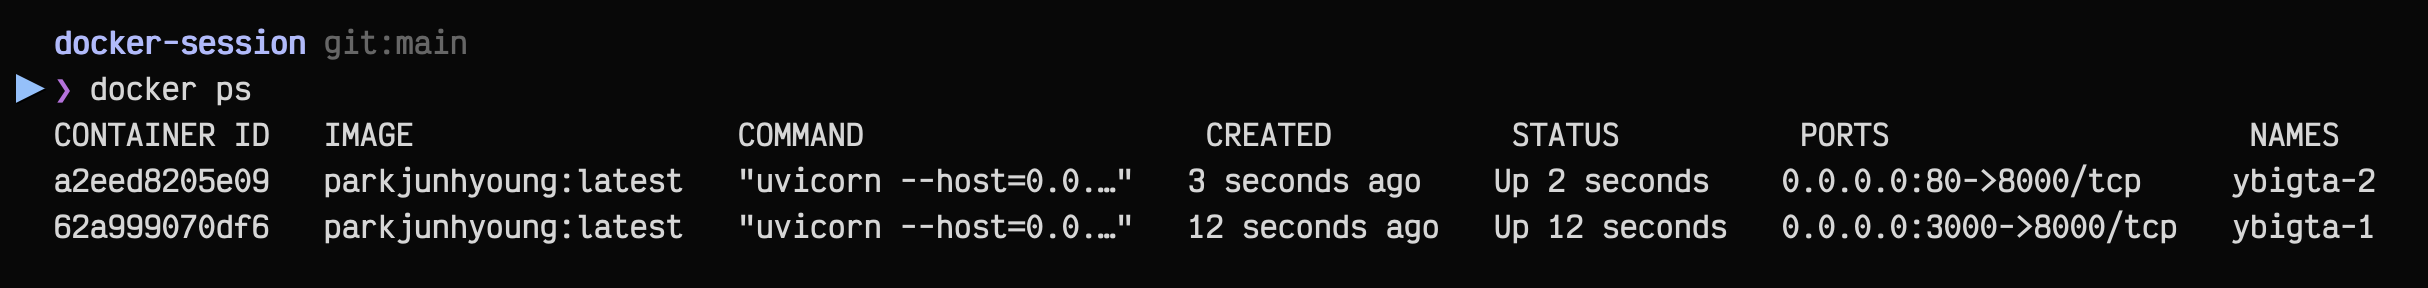 docker-session git:main
❯ docker ps
CONTAINER ID   IMAGE                  COMMAND                   CREATED          STATUS          PORTS                    NAMES
a2eed8205e09   parkjunhyoung:latest   "uvicorn --host=0.0.…"   3 seconds ago    Up 2 seconds    0.0.0.0:80->8000/tcp     ybigta-2
62a999070df6   parkjunhyoung:latest   "uvicorn --host=0.0.…"   12 seconds ago   Up 12 seconds   0.0.0.0:3000->8000/tcp   ybigta-1